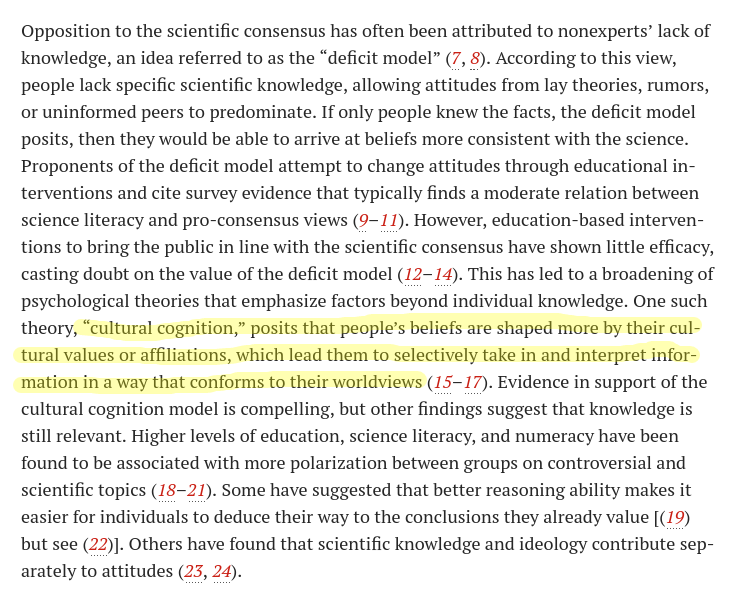 Opposition to the scientific consensus has often been attributed to nonexperts’ lack of
knowledge, an idea referred to as the “deficit model” (7, 8). According to this view,
people lack specific scientific knowledge, allowing attitudes from lay theories, rumors,
or uninformed peers to predominate. If only people knew the facts, the deficit model
posits, then they would be able to arrive at beliefs more consistent with the science.
Proponents of the deficit model attempt to change attitudes through educational in-
terventions and cite survey evidence that typically finds a moderate relation between
science literacy and pro-consensus views (9–11). However, education-based interven-
tions to bring the public in line with the scientific consensus have shown little efficacy,
casting doubt on the value of the deficit model (12–14). This has led to a broadening of
psychological theories that emphasize factors beyond individual knowledge. One such
theory, “cultural cognition,” posits that people’s beliefs are shaped more by their cul-
tural values or affiliations, which lead them to selectively take in and interpret infor-
mation in a way that conforms to their worldviews (15–17). Evidence in support of the
cultural cognition model is compelling, but other findings suggest that knowledge is
still relevant. Higher levels of education, science literacy, and numeracy have been
found to be associated with more polarization between groups on controversial and
scientific topics (18–21). Some have suggested that better reasoning ability makes it
easier for individuals to deduce their way to the conclusions they already value [(19)
but see (22)]. Others have found that scientific knowledge and ideology contribute sep-
arately to attitudes (23, 24).